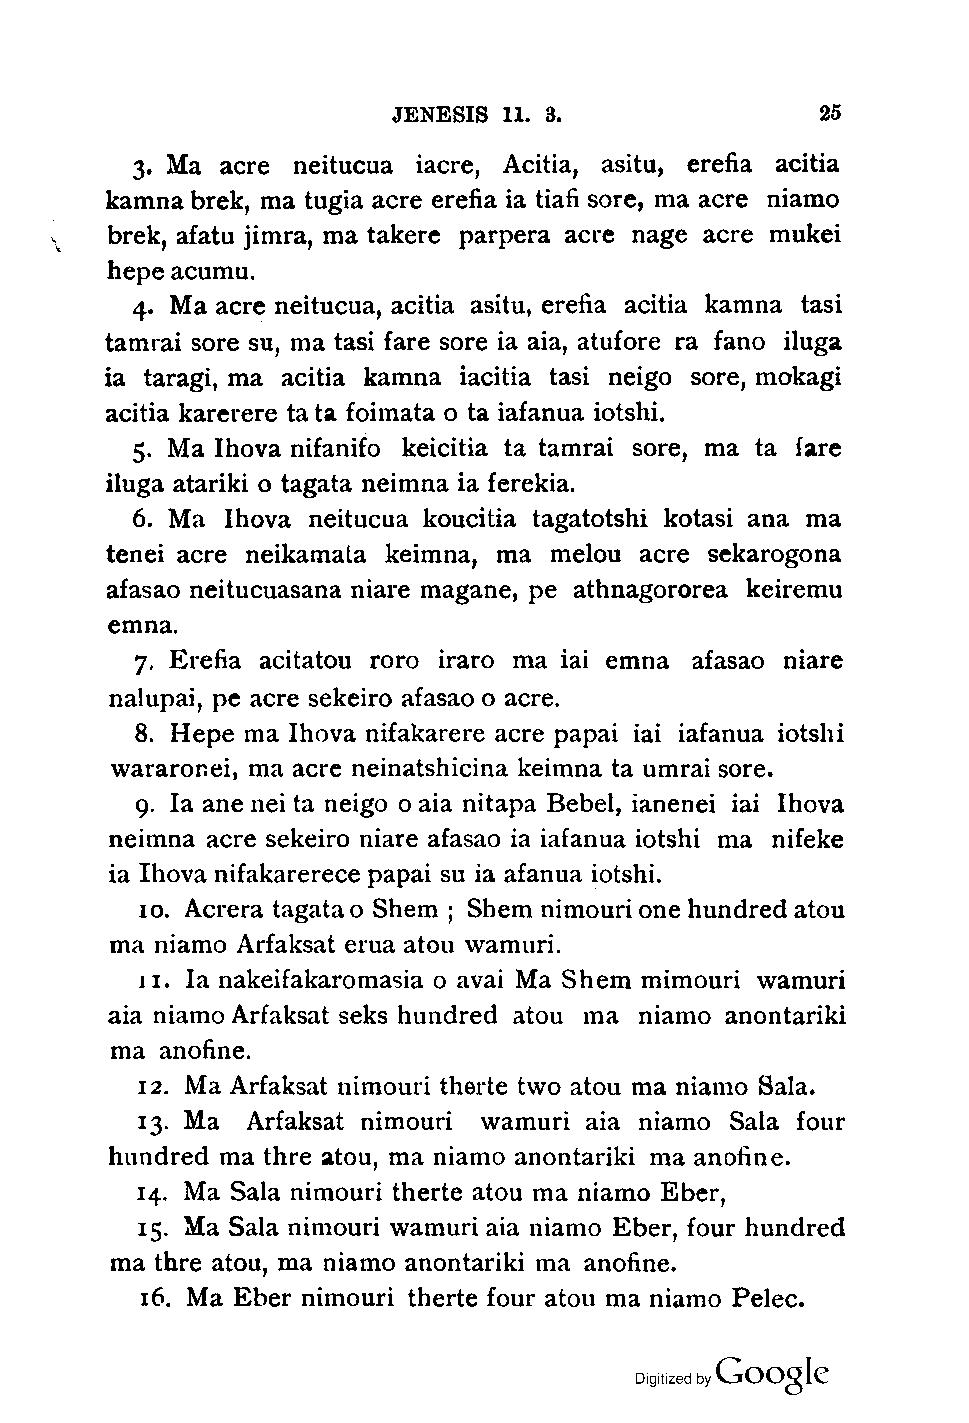 JENESIS 11. 3. 25
3. Ma acre neitucua iacre, Acitia, asitu, erefia acitia
kamna brek, ma tugia acre erefia ia tiafi sore, ma acre niamo
brek, afatu jimra, ma takere parpera acre nage acre mukei
hepe acumu.
4. Ma acre neitucua, acitia asitu, erefia acitia kamna tasi
tamrai sore su, ma tasi fare sore ia aia, atufore ra fano iluga
ia taragi, ma acitia kamna iacitia tasi neigo sore, mokagi
acitia karerere ta ta foimata o ta iafanua iotshi.
5. Ma Ihova nifanifo keicitia ta tamrai sore, ma ta fare
iluga atariki o tagata neimna ia ferekia.
6. Ma Ihova neitucua koucitia tagatotshi kotasi ana ma
tenei acre neikamata keimna, ma melou acre sekarogona
afasao neitucuasana niare magane, pe athnagororea keiremu
emna.
7. Erefia acitatou roro iraro ma iai emna afasao niare
nalupai, pe acre sekeiro afasao o acre.
8. Hepe ma Ihova nifakarere acre papai iai iafanua iotshi
wararonei, ma acre neinatshicina keimna ta umrai sore.
9. Ia ane nei ta neigo o aia nitapa Bebel, ianenei iai Ihova
neimna acre sekeiro niare afasao ia iafanua iotshi ma nifeke
ia Ihova nifakarerece papai su ia afanua iotshi.
10. Acrera tagata o Shem ; Shem nimouri one hundred atou
ma niamo Arfaksat erua atou wamuri.
11. Ia nakeifakaromasia o avai Ma Shem mimouri wamuri
aia niamo Arfaksat seks hundred atou ma niamo anontariki
ma anofine.
12. Ma Arfaksat nimouri therte two atou ma niamo Sala.
13. Ma Arfaksat nimouri wamuri aia niamo Sala four
hundred ma thre atou, ma niamo anontariki ma anofine.
14. Ma Sala nimouri therte atou ma niamo Eber,
15. Ma Sala nimouri wamuri aia niamo Eber, four hundred
ma thre atou, ma niamo anontariki ma anofine.
16. Ma Eber nimouri therte four atou ma niamo Pelec.
Digitized by Google